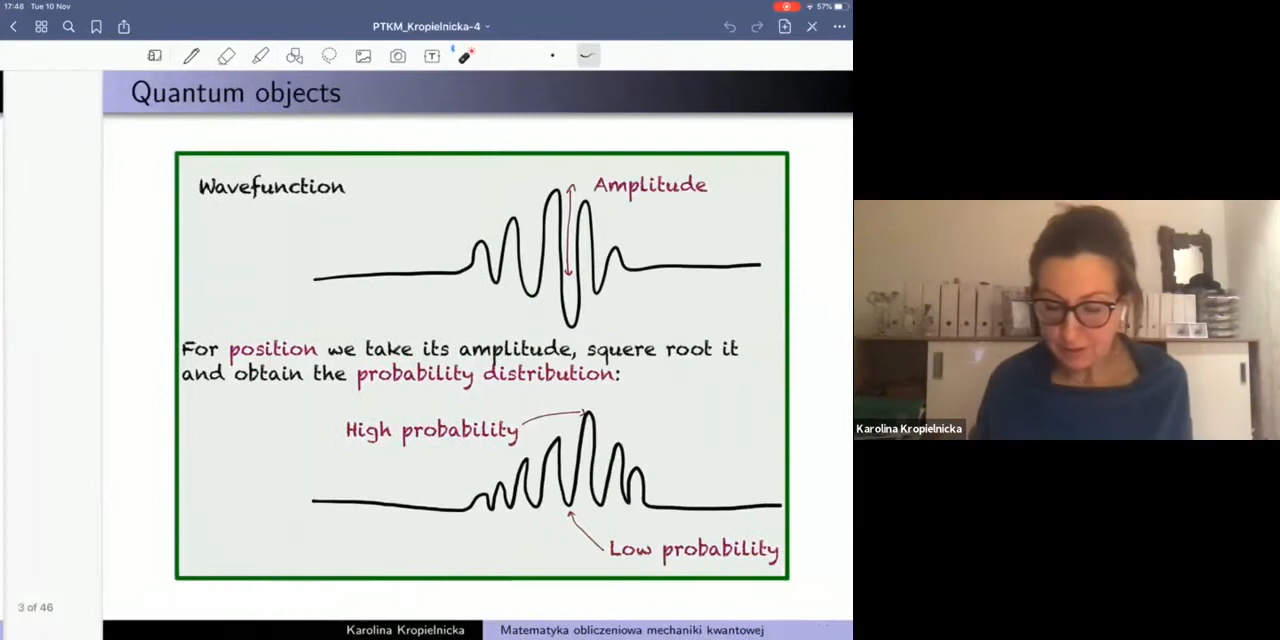 17:48 Tue 10 Nov
57%
PTKM_Kropielnicka-4
T
Quantum objects
Wavefunction
Amplitude
For position we take its amplitude, squere root it
and obtain the probability distribution:
High probability
Low probability
3 of 46
Karolina Kropielnicka
Matematyka obliczeniowa mechaniki kwantowej
Karolina Kropielnicka